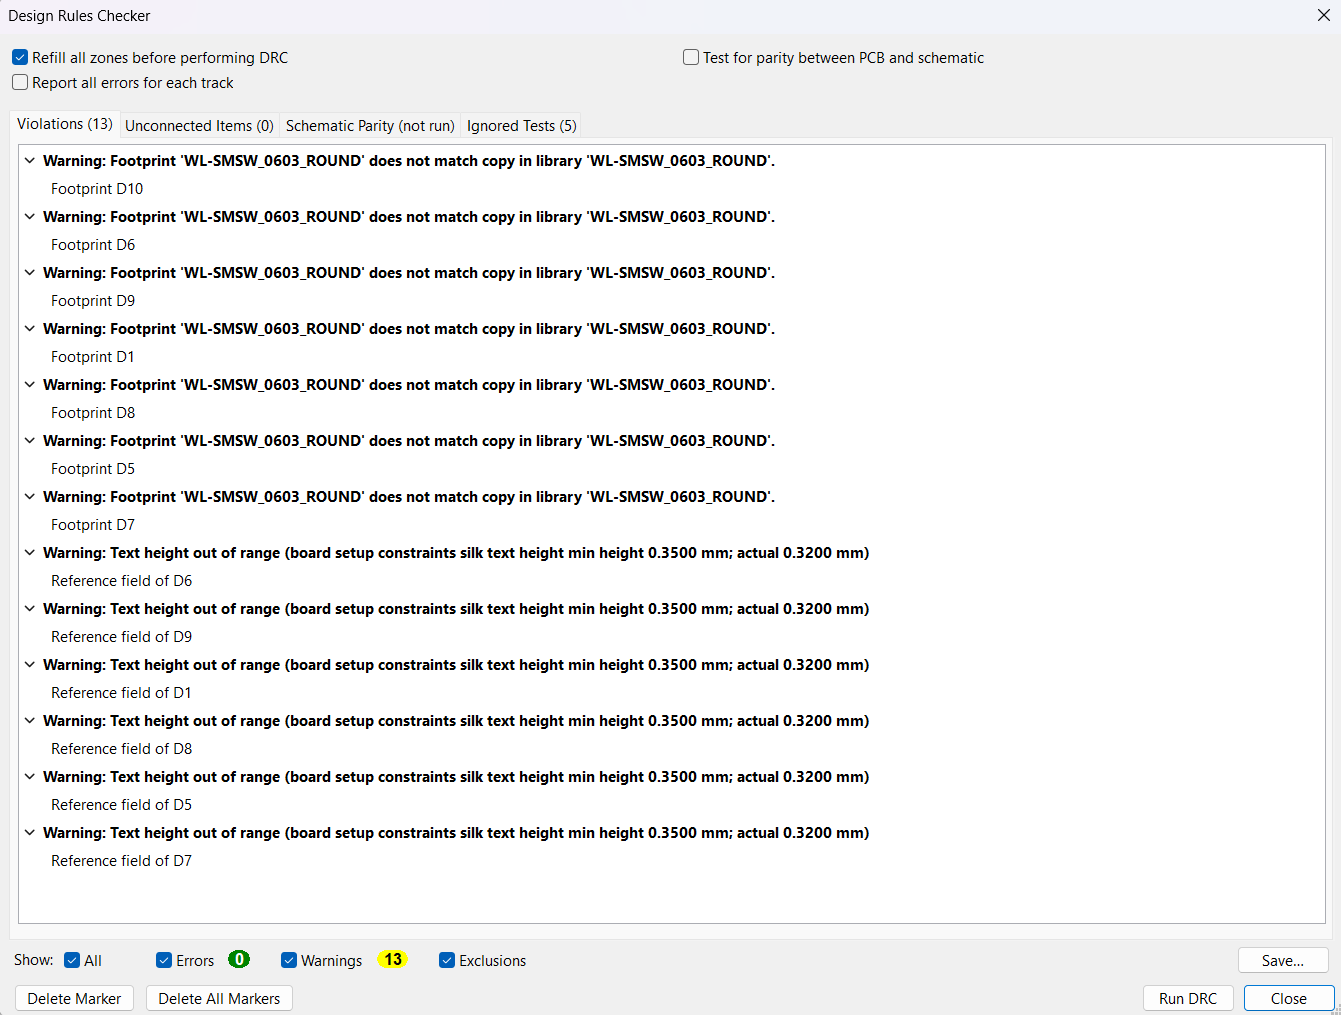 Design Rules Checker
Refill all zones before performing DRC
Test for parity between PCB and schematic
Report all errors for each track
Violations (13) Unconnected Items (0) Schematic Parity (not run) Ignored Tests (5)
Warning: Footprint 'WL-SMSW_0603_ROUND' does not match copy in library 'WL-SMSW_0603_ROUND'.
Footprint D10
Warning: Footprint 'WL-SMSW_0603_ROUND' does not match copy in library 'WL-SMSW_0603_ROUND'.
Footprint D6
Warning: Footprint 'WL-SMSW_0603_ROUND' does not match copy in library 'WL-SMSW_0603_ROUND'.
Footprint D9
Warning: Footprint 'WL-SMSW_0603_ROUND' does not match copy in library 'WL-SMSW_0603_ROUND'.
Footprint D1
Warning: Footprint 'WL-SMSW_0603_ROUND' does not match copy in library 'WL-SMSW_0603_ROUND'.
Footprint D8
Warning: Footprint 'WL-SMSW_0603_ROUND' does not match copy in library 'WL-SMSW_0603_ROUND'.
Footprint D5
Warning: Footprint 'WL-SMSW_0603_ROUND' does not match copy in library 'WL-SMSW_0603_ROUND'.
Footprint D7
Warning: Text height out of range (board setup constraints silk text height min height 0.3500 mm; actual 0.3200 mm)
Reference field of D6
Warning: Text height out of range (board setup constraints silk text height min height 0.3500 mm; actual 0.3200 mm)
Reference field of D9
Warning: Text height out of range (board setup constraints silk text height min height 0.3500 mm; actual 0.3200 mm)
Reference field of D1
Warning: Text height out of range (board setup constraints silk text height min height 0.3500 mm; actual 0.3200 mm)
Reference field of D8
Warning: Text height out of range (board setup constraints silk text height min height 0.3500 mm; actual 0.3200 mm)
Reference field of D5
Warning: Text height out of range (board setup constraints silk text height min height 0.3500 mm; actual 0.3200 mm)
Reference field of D7
Show: All Errors 0 Warnings 13 Exclusions Save...
Delete Marker Delete All Markers Run DRC Close